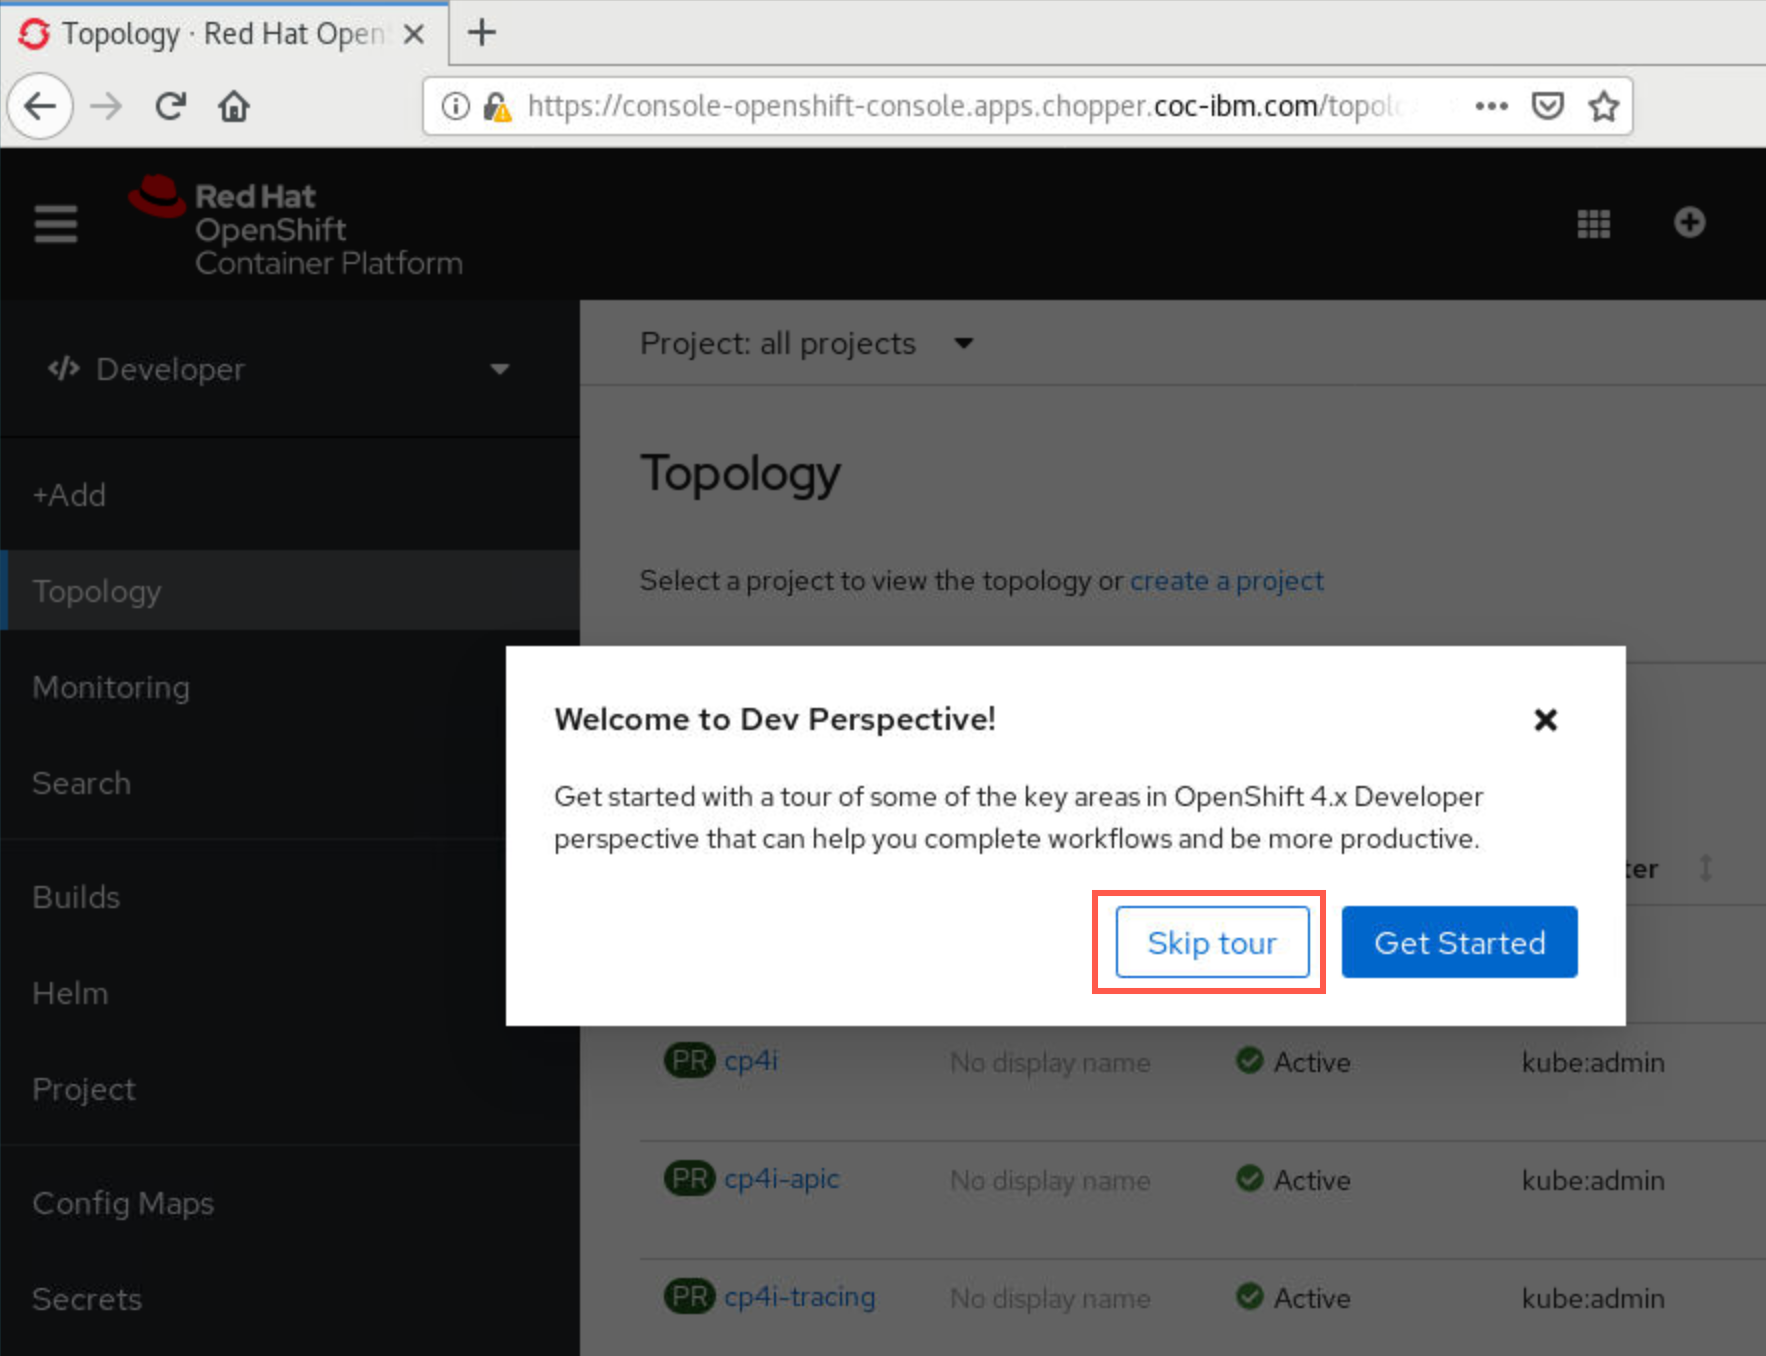 Topology · Red Hat Open
https://console-openshift-console.apps.chopper.coc-ibm.com/topol
Red Hat
OpenShift
Container Platform
</> Developer
Project: all projects
+Add
Topology
Monitoring
Search
Builds
Helm
Project
Config Maps
Secrets
Topology
Select a project to view the topology or create a project
Welcome to Dev Perspective!
Get started with a tour of some of the key areas in OpenShift 4.x Developer
perspective that can help you complete workflows and be more productive.
Skip tour
Get Started
ter
PR cp4i No display name Active kube:admin
PR cp4i-apic No display name Active kube:admin
PR cp4i-tracing No display name Active kube:admin